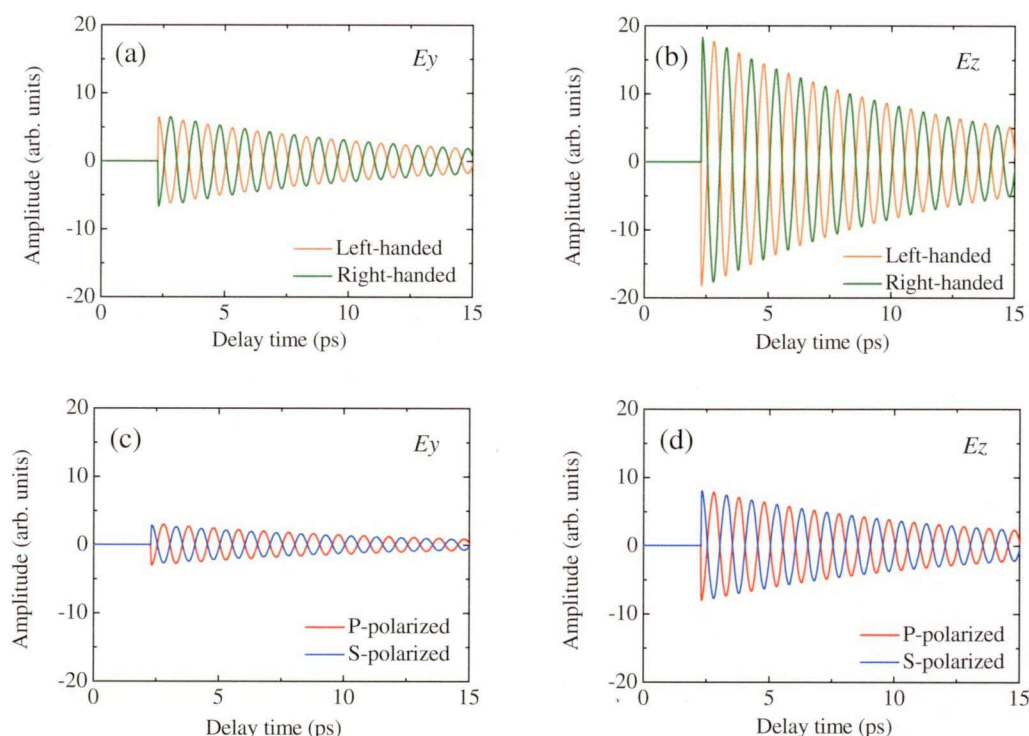 (a)
Ey
20
10
0
-10
-20
Amplitude (arb. units)
Left-handed
Right-handed
0
5
10
15
Delay time (ps)
(b)
Ez
20
10
0
-10
-20
Amplitude (arb. units)
Left-handed
Right-handed
0
5
10
15
Delay time (ps)
(c)
Ey
20
10
0
-10
-20
Amplitude (arb. units)
P-polarized
S-polarized
0
5
10
15
Delay time (ps)
(d)
Ez
20
10
0
-10
-20
Amplitude (arb. units)
P-polarized
S-polarized
0
5
10
15
Delay time (ps)